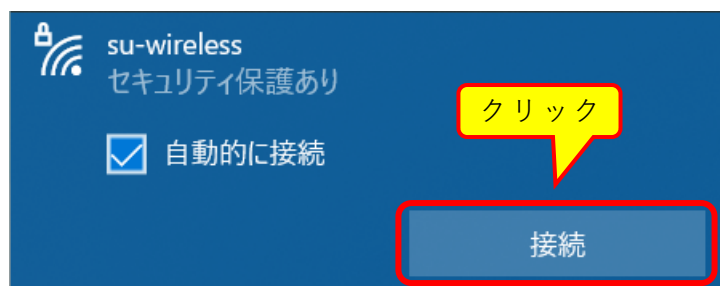 su-wireless
セキュリティ保護あり
クリック
自動的に接続
接続